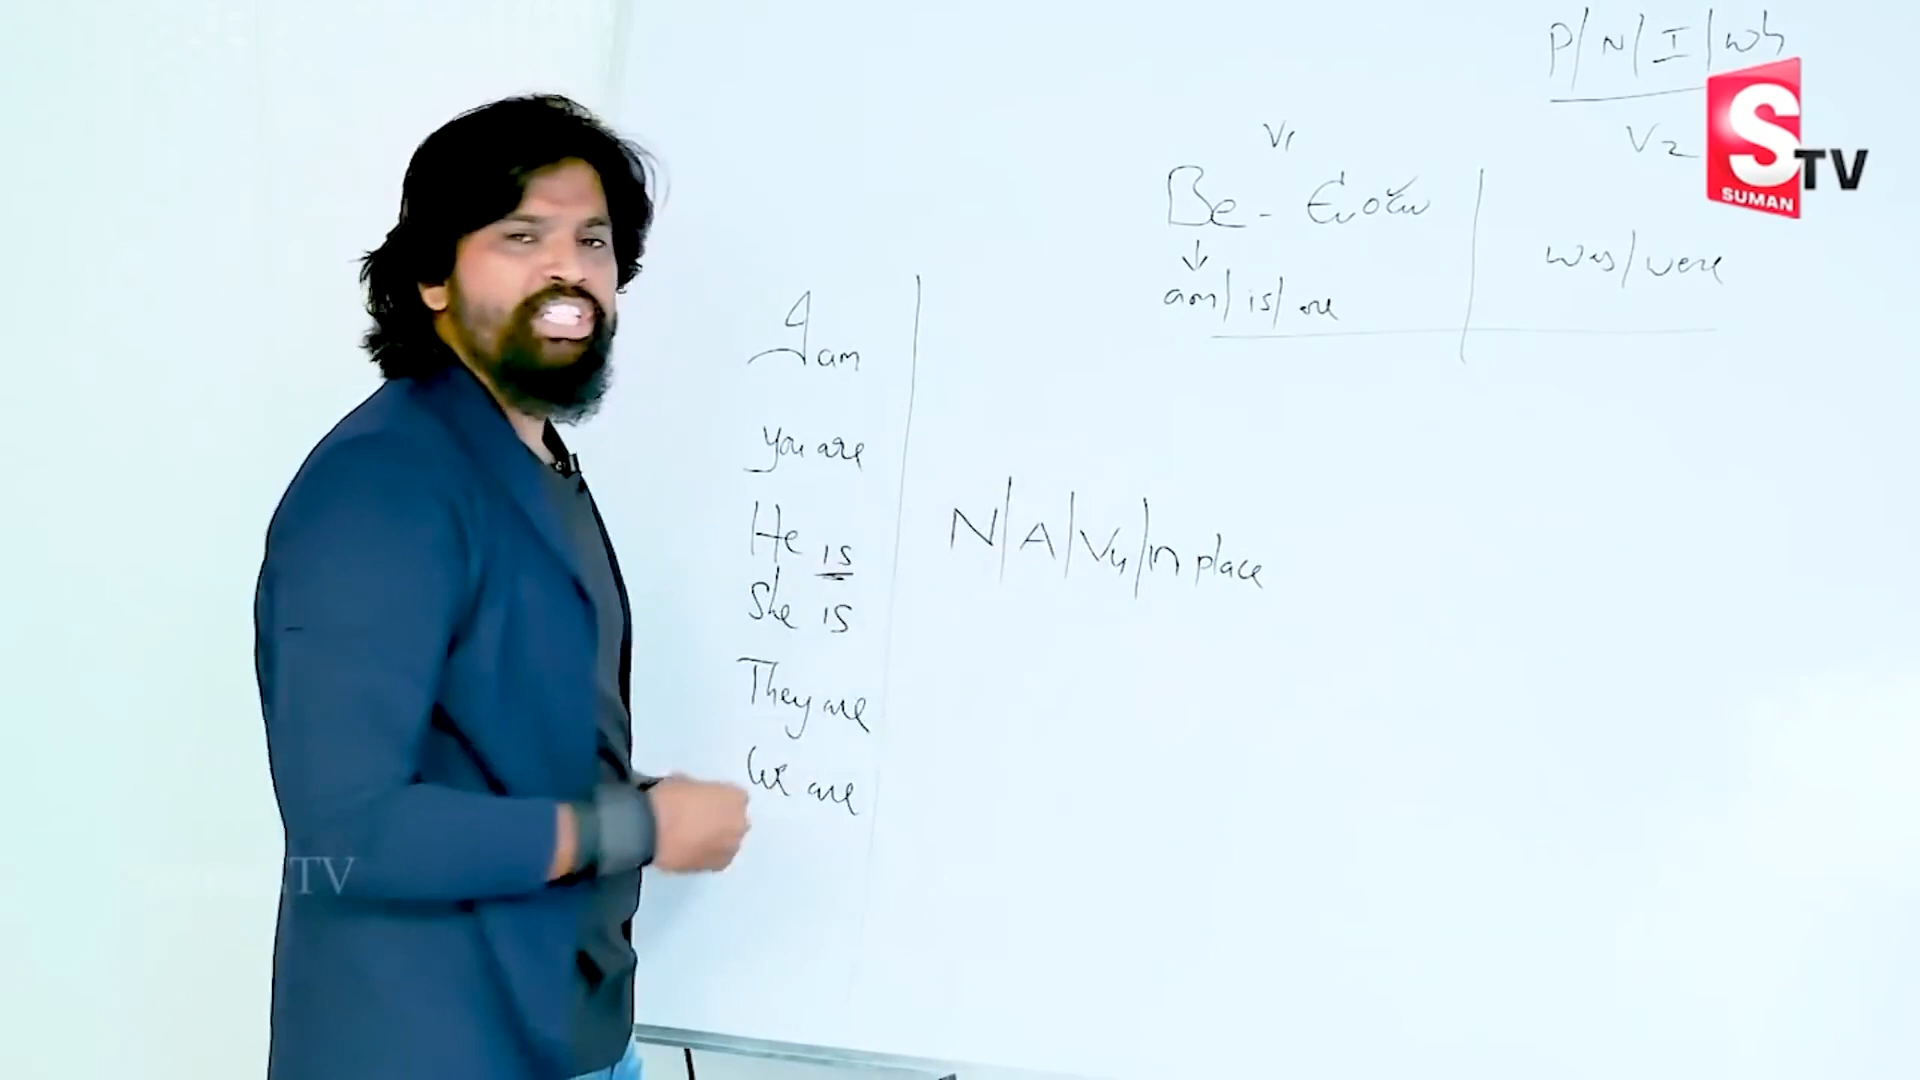 P/ N/ I/ Wh
V2
V1
Be - ఉండు
↓
am/ is/ are
was/were
I am
You are
He is
She is
They are
We are
N/ A/ V4/ in place
S TV
SUMAN
TV